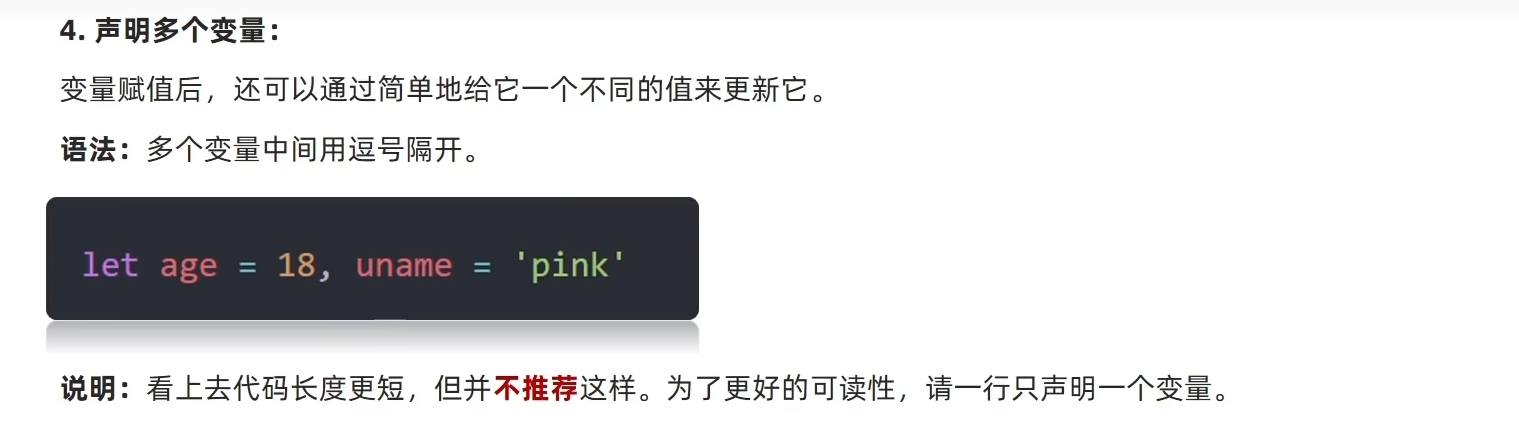 4. 声明多个变量：
变量赋值后，还可以通过简单地给它一个不同的值来更新它。
语法：多个变量中间用逗号隔开。
let age = 18, uname = 'pink'
说明：看上去代码长度更短，但并不推荐这样。为了更好的可读性，请一行只声明一个变量。